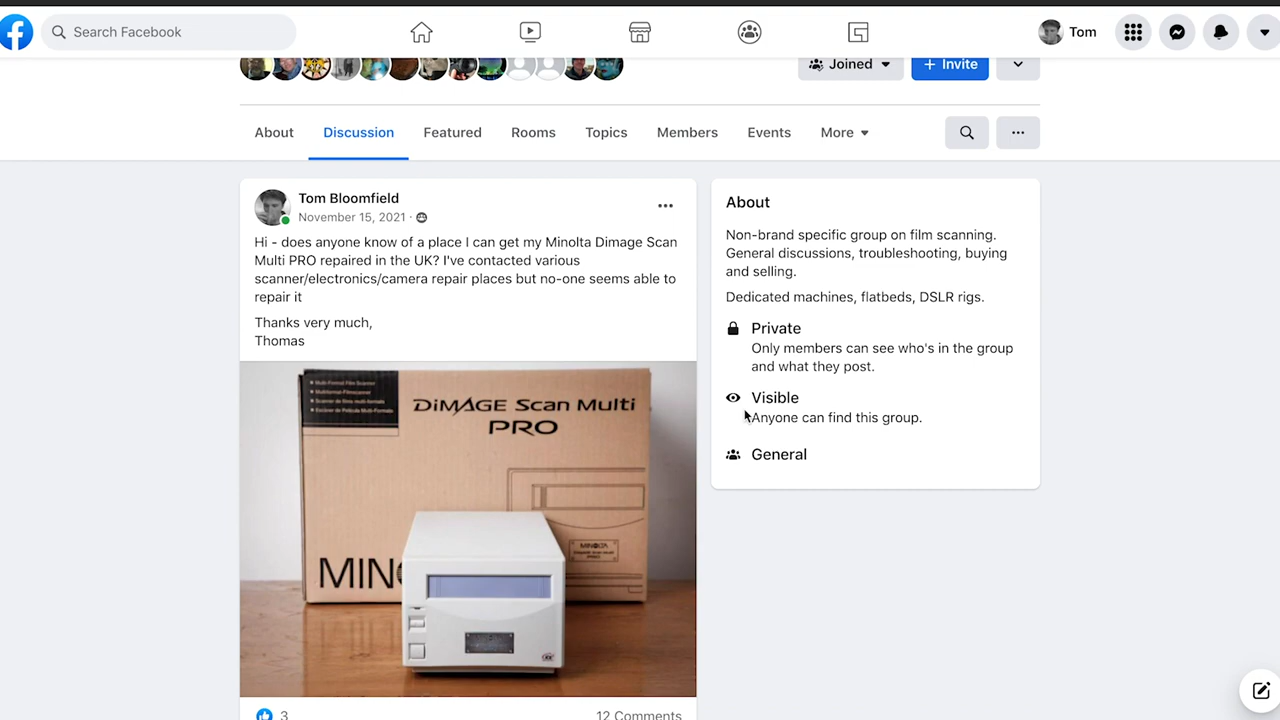 Search Facebook
Tom
Joined
+ Invite
About
Discussion
Featured
Rooms
Topics
Members
Events
More
Tom Bloomfield
November 15, 2021 ·
Hi - does anyone know of a place I can get my Minolta Dimage Scan
Multi PRO repaired in the UK? I've contacted various
scanner/electronics/camera repair places but no-one seems able to
repair it
Thanks very much,
Thomas
Multi-Format Film Scanner
DiMAGE Scan Multi
PRO
MIN
MINOLTA
3
12 Comments
About
Non-brand specific group on film scanning.
General discussions, troubleshooting, buying
and selling.
Dedicated machines, flatbeds, DSLR rigs.
Private
Only members can see who's in the group
and what they post.
Visible
Anyone can find this group.
General